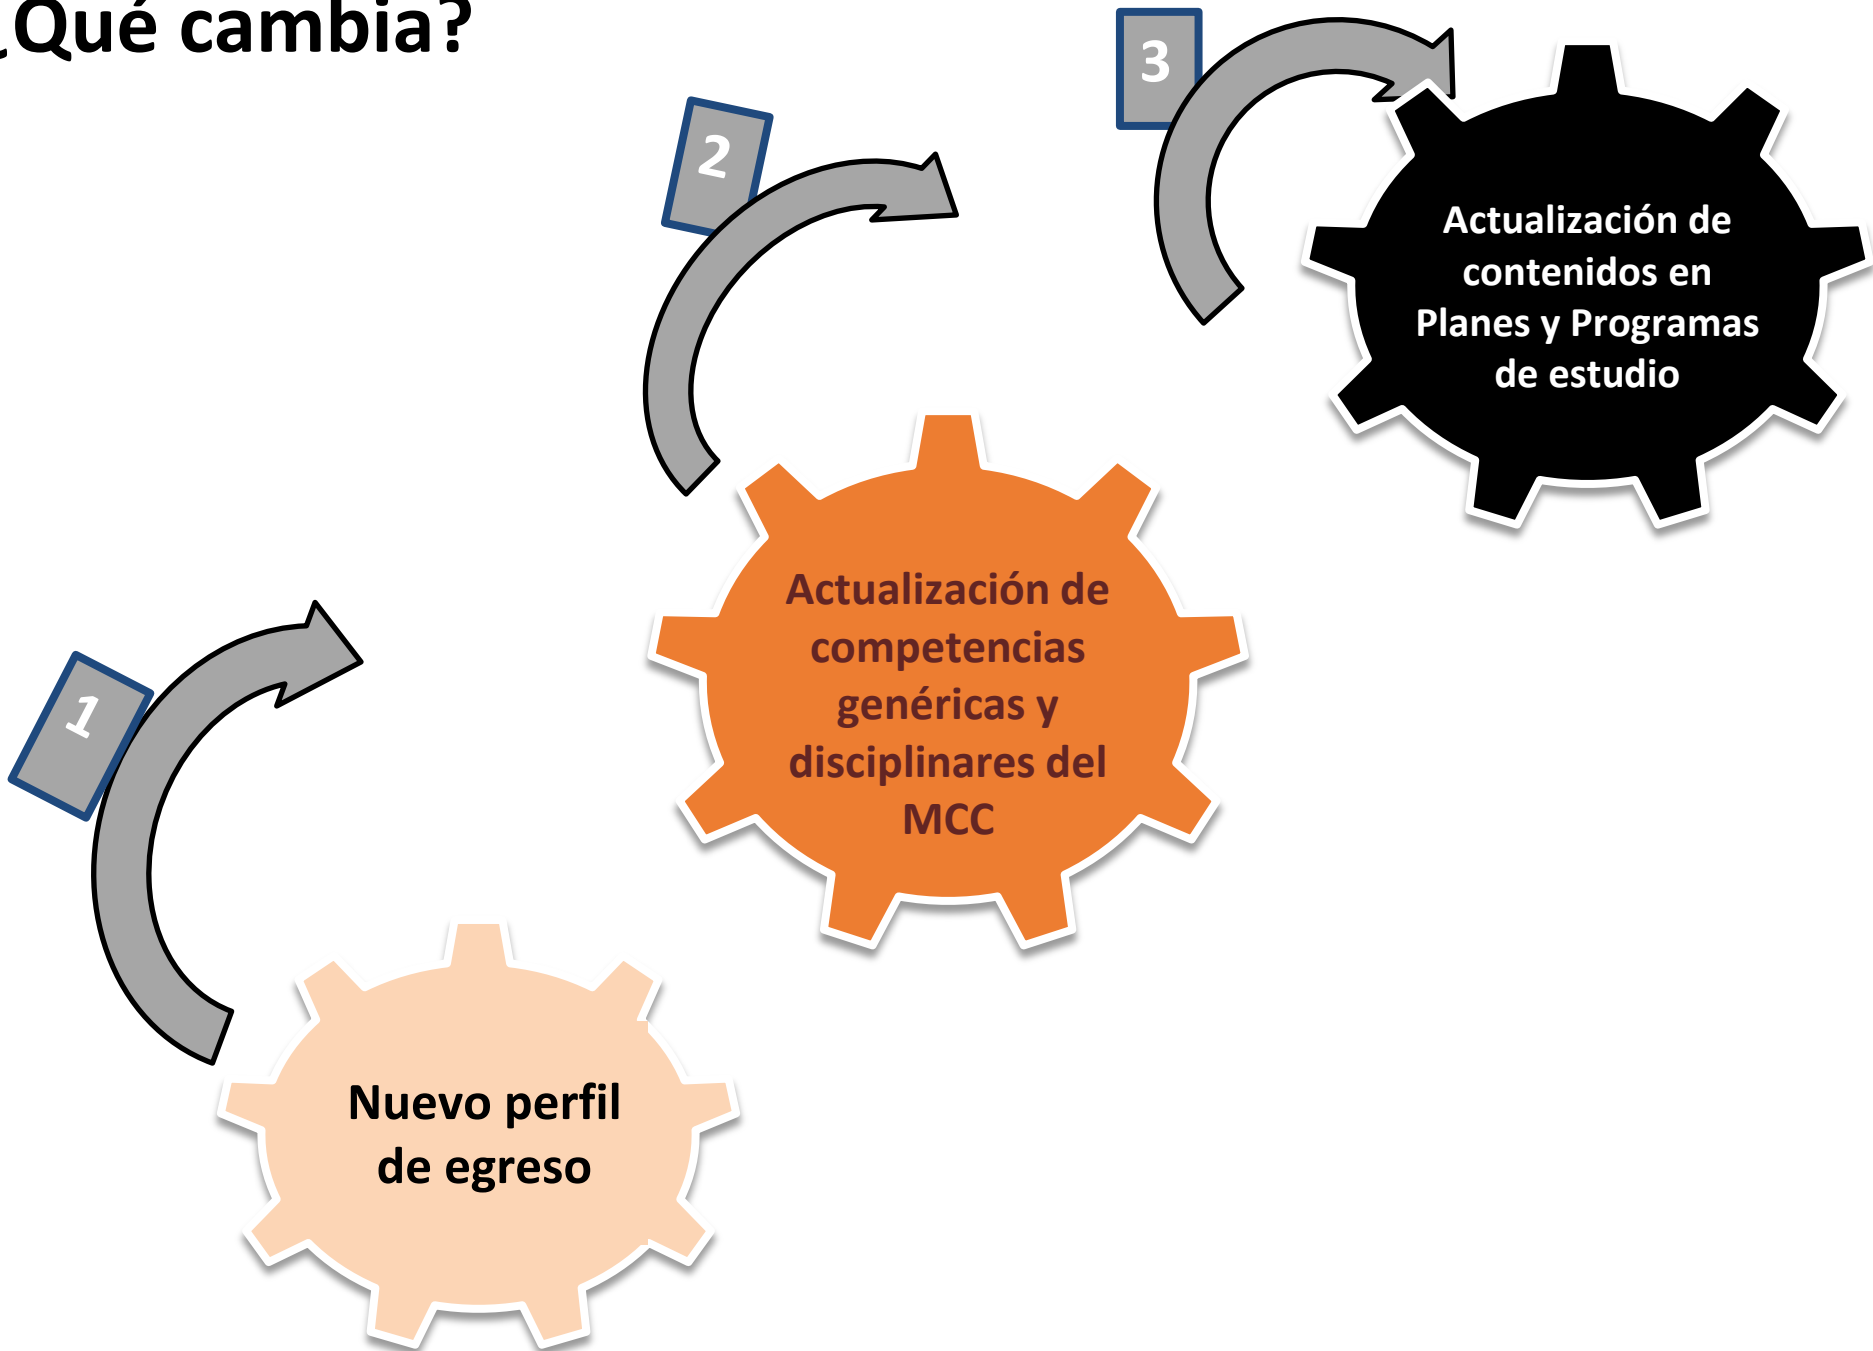 ¿Qué cambia?
3
Actualización de
contenidos en
Planes y Programas
de estudio
2
Actualización de
competencias
genéricas y
disciplinares del
MCC
1
Nuevo perfil
de egreso